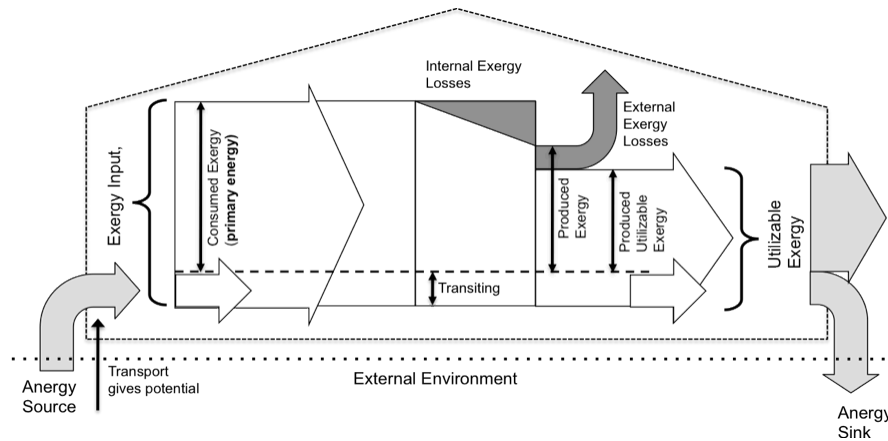 Internal Exergy
Losses
External
Exergy
Losses
Exergy Input,
Consumed Exergy
(primary energy)
Produced
Exergy
Produced
Utilizable
Exergy
Utilizable
Exergy
Transiting
Transport
gives potential
Anergy
Source
External Environment
Anergy
Sink